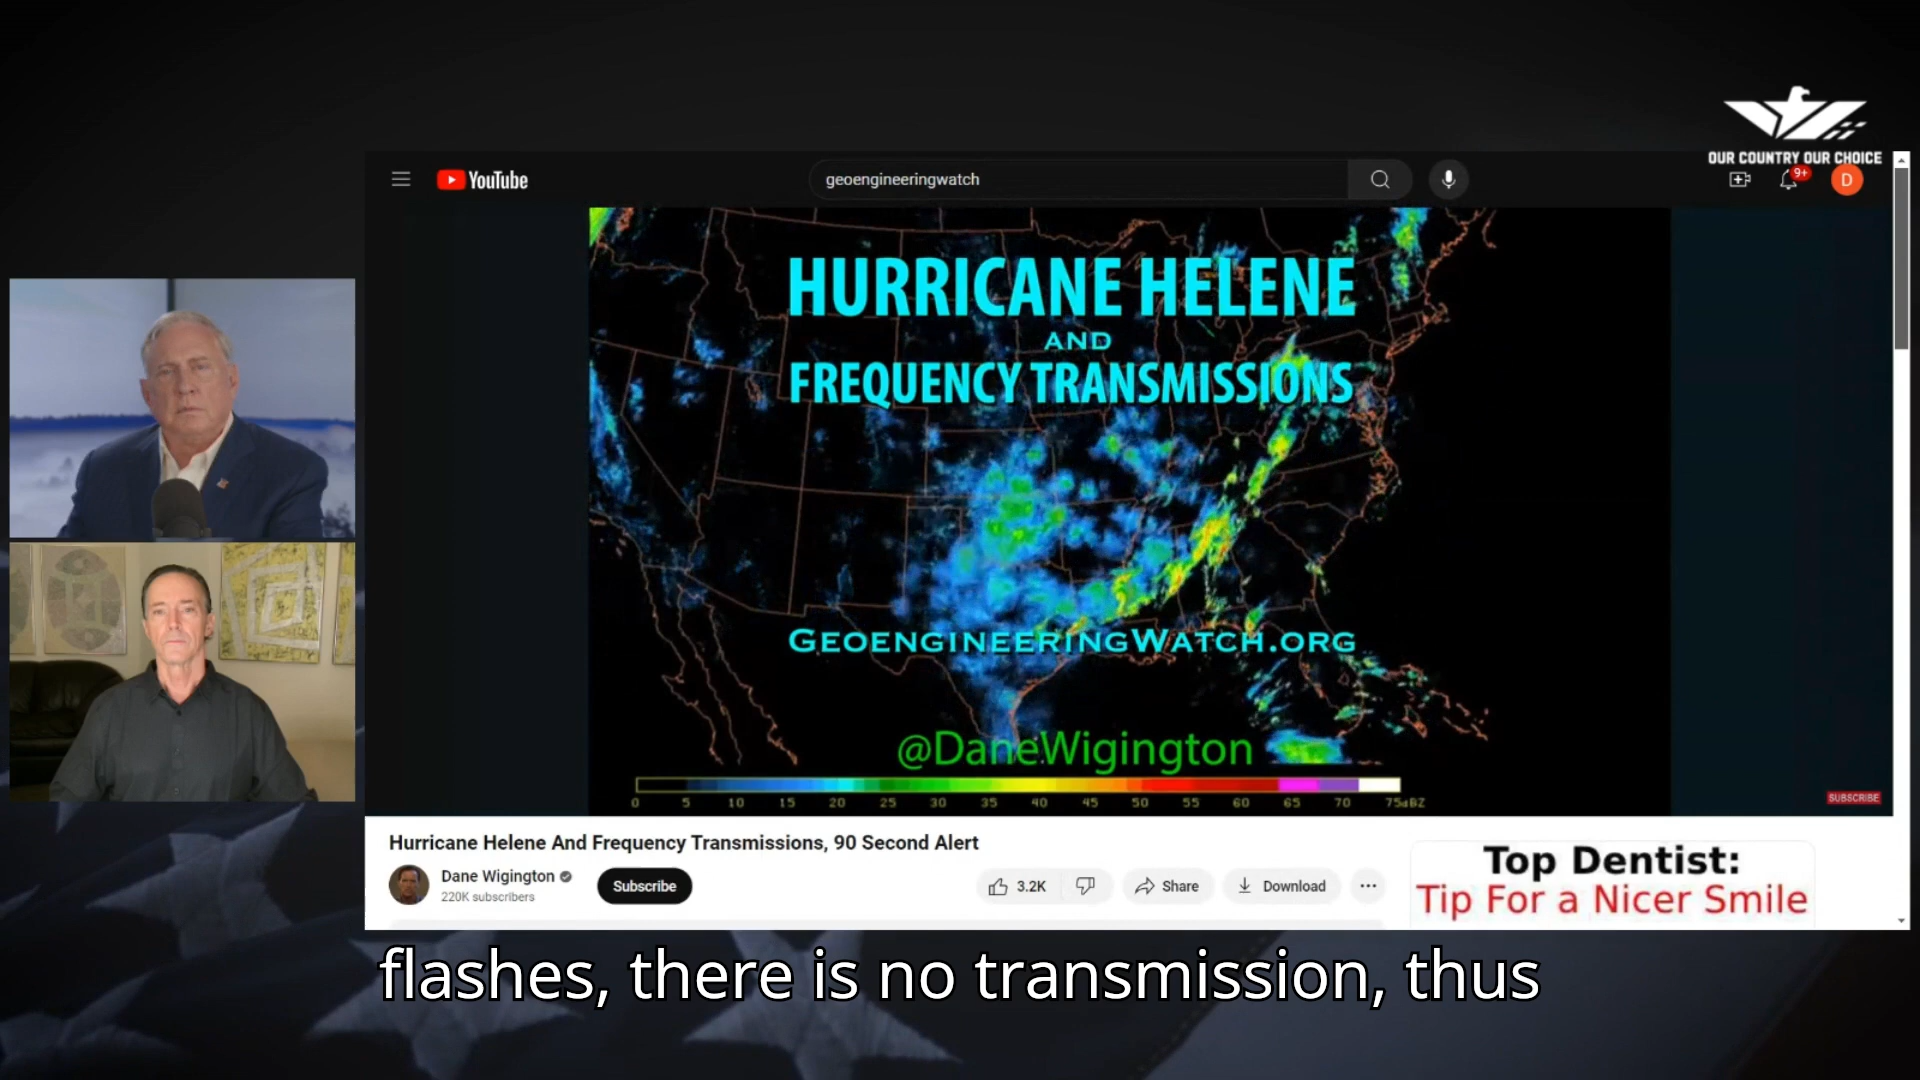 OUR COUNTRY OUR CHOICE
YouTube
geoengineeringwatch
9+
D
HURRICANE HELENE
AND
FREQUENCY TRANSMISSIONS
GEOENGINEERINGWATCH.ORG
@DaneWigington
0 5 10 15 20 25 30 35 40 45 50 55 60 65 70 75dBZ
SUBSCRIBE
Hurricane Helene And Frequency Transmissions, 90 Second Alert
Dane Wigington
220K subscribers
Subscribe
3.2K
Share
Download
Top Dentist:
Tip For a Nicer Smile
flashes, there is no transmission, thus